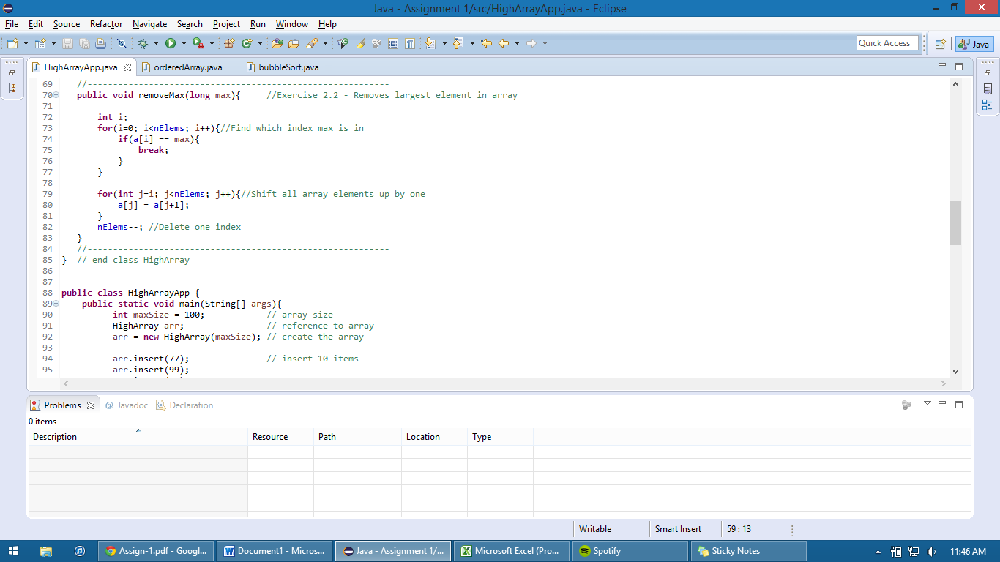 Java - Assignment 1/src/HighArrayApp.java - Eclipse
File Edit Source Refactor Navigate Search Project Run Window Help
Quick Access Java
HighArrayApp.java orderedArray.java bubbleSort.java
69 //-----------------------------------------------------------
70 public void removeMax(long max){ //Exercise 2.2 - Removes largest element in array
71
72 int i;
73 for(i=0; i<nElems; i++){//Find which index max is in
74 if(a[i] == max){
75 break;
76 }
77 }
78
79 for(int j=i; j<nElems; j++){//Shift all array elements up by one
80 a[j] = a[j+1];
81 }
82 nElems--; //Delete one index
83 }
84 //-----------------------------------------------------------
85 } // end class HighArray
86
87
88 public class HighArrayApp {
89 public static void main(String[] args){
90 int maxSize = 100; // array size
91 HighArray arr; // reference to array
92 arr = new HighArray(maxSize); // create the array
93
94 arr.insert(77); // insert 10 items
95 arr.insert(99);
Problems @ Javadoc Declaration
0 items
Description Resource Path Location Type
Writable Smart Insert 59 : 13
Assign-1.pdf - Googl... Document1 - Micros... Java - Assignment 1/... Microsoft Excel (Pro... Spotify Sticky Notes 11:46 AM